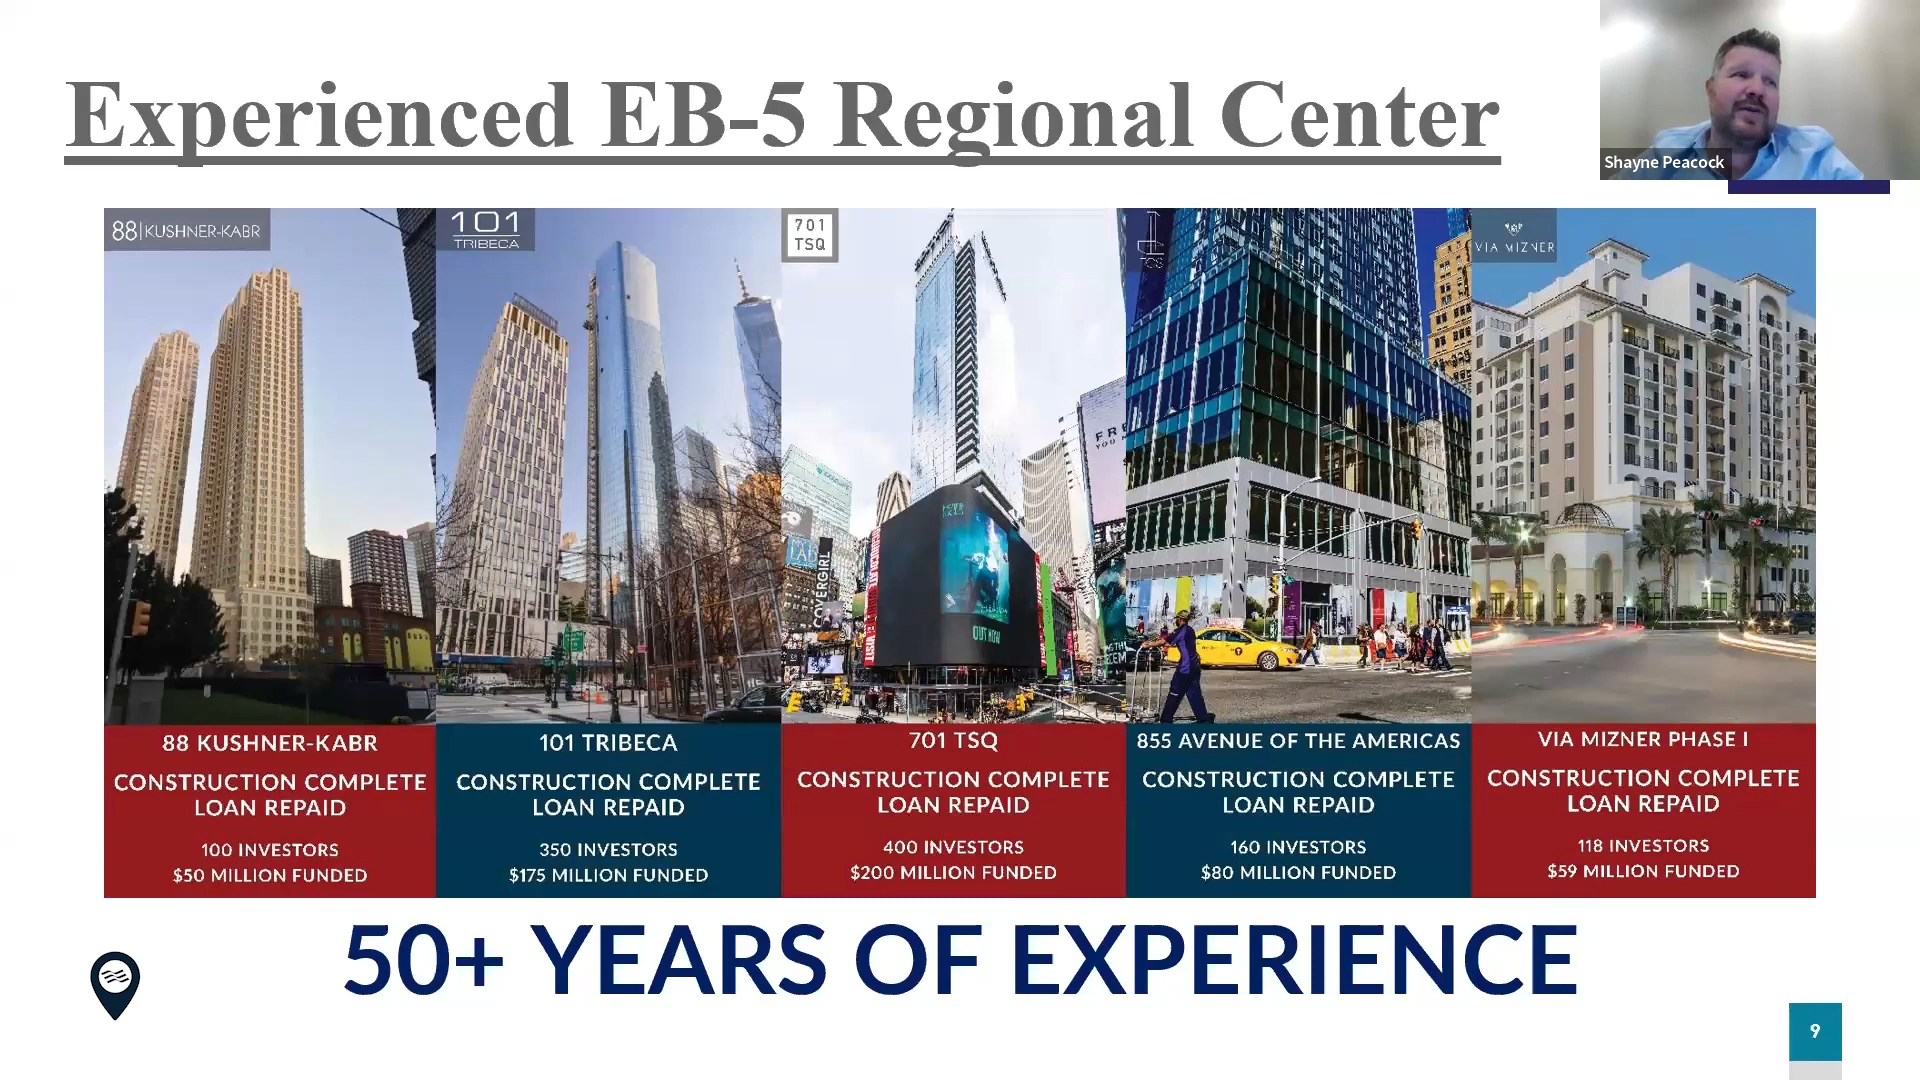 Experienced EB-5 Regional Center
Shayne Peacock
88|KUSHNER-KABR
101
TRIBECA
701
TSQ
TOS
VIA MIZNER
COVERGIRL
OUT NOW
88 KUSHNER-KABR
CONSTRUCTION COMPLETE
LOAN REPAID
100 INVESTORS
$50 MILLION FUNDED
101 TRIBECA
CONSTRUCTION COMPLETE
LOAN REPAID
350 INVESTORS
$175 MILLION FUNDED
701 TSQ
CONSTRUCTION COMPLETE
LOAN REPAID
400 INVESTORS
$200 MILLION FUNDED
855 AVENUE OF THE AMERICAS
CONSTRUCTION COMPLETE
LOAN REPAID
160 INVESTORS
$80 MILLION FUNDED
VIA MIZNER PHASE I
CONSTRUCTION COMPLETE
LOAN REPAID
118 INVESTORS
$59 MILLION FUNDED
50+ YEARS OF EXPERIENCE
9